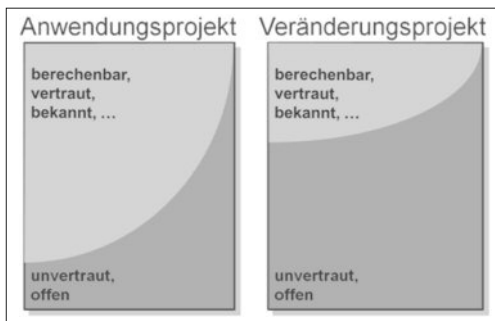 Anwendungsprojekt
berechenbar,
vertraut,
bekannt, ...
unvertraut,
offen
Veränderungsprojekt
berechenbar,
vertraut,
bekannt, ...
unvertraut,
offen